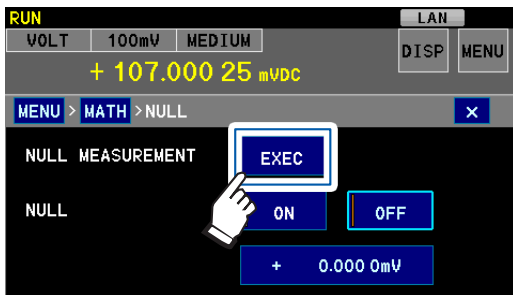 RUN LAN
VOLT 100mV MEDIUM DISP MENU
+ 107.000 25 mVDC
MENU > MATH >NULL ×
NULL MEASUREMENT EXEC
NULL ON OFF
+ 0.000 0mV